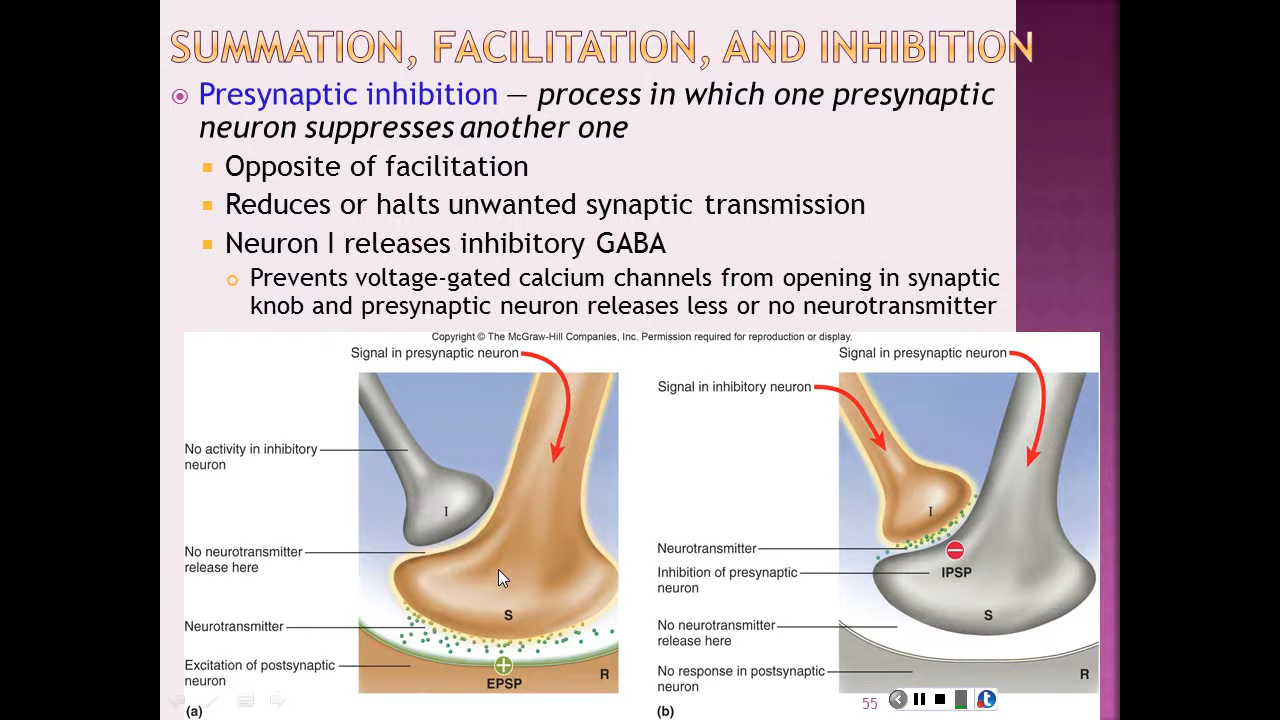 SUMMATION, FACILITATION, AND INHIBITION
Presynaptic inhibition — process in which one presynaptic
neuron suppresses another one
Opposite of facilitation
Reduces or halts unwanted synaptic transmission
Neuron I releases inhibitory GABA
Prevents voltage-gated calcium channels from opening in synaptic
knob and presynaptic neuron releases less or no neurotransmitter
Copyright © The McGraw-Hill Companies, Inc. Permission required for reproduction or display.
Signal in presynaptic neuron
No activity in inhibitory
neuron
I
No neurotransmitter
release here
S
Neurotransmitter
Excitation of postsynaptic
neuron
+
EPSP
R
(a)
Signal in presynaptic neuron
Signal in inhibitory neuron
I
Neurotransmitter
Inhibition of presynaptic
neuron
IPSP
S
No neurotransmitter
release here
No response in postsynaptic
neuron
R
(b)
55
t